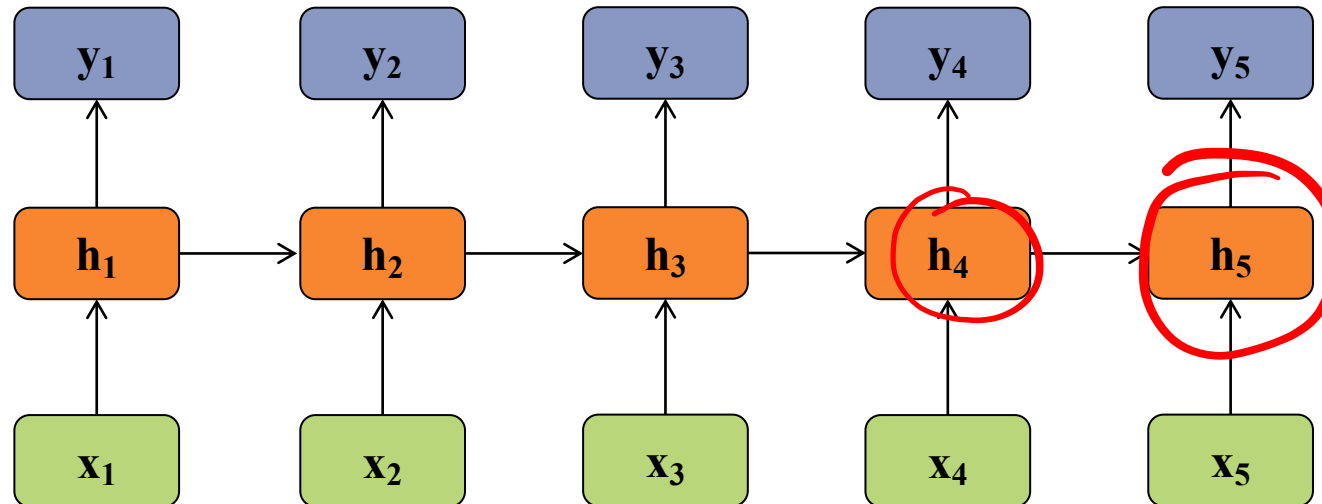 y₁ y₂ y₃ y₄ y₅
h₁ h₂ h₃ h₄ h₅
x₁ x₂ x₃ x₄ x₅